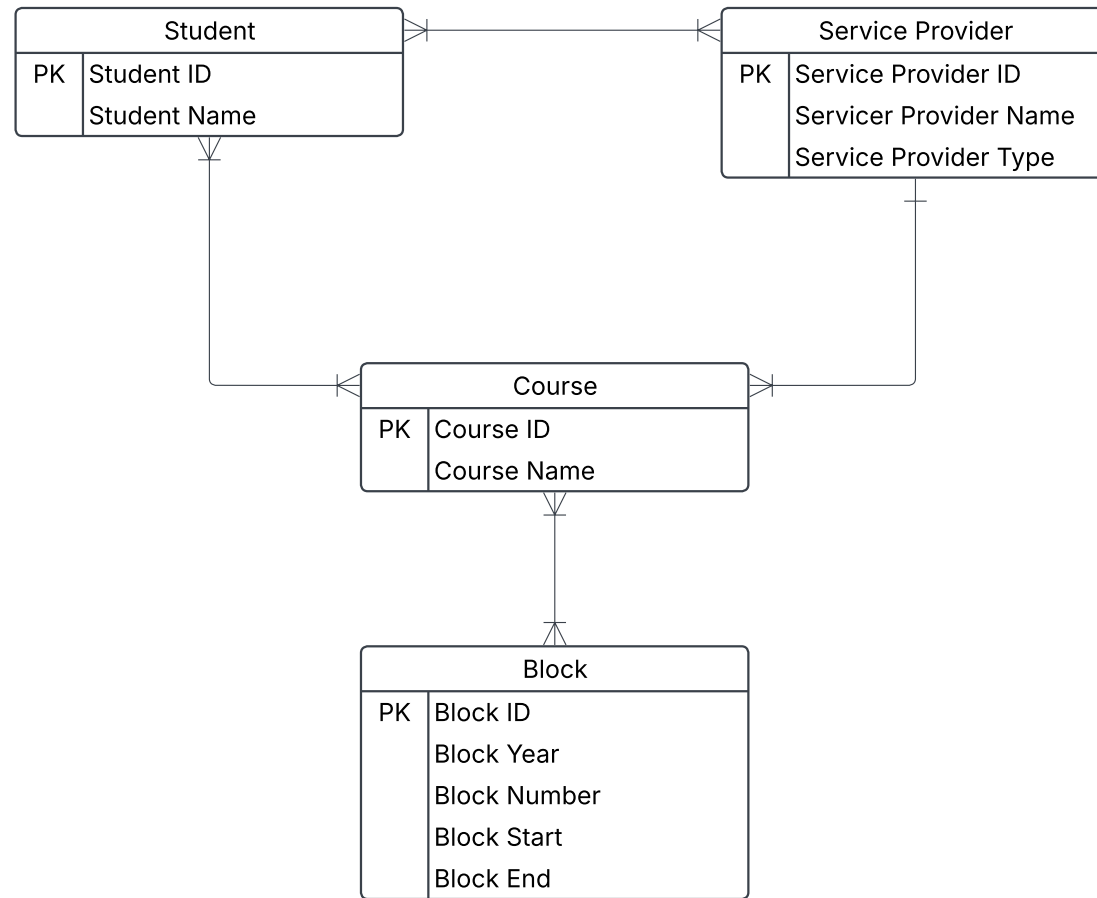 Student
PK Student ID
Student Name
Service Provider
PK Service Provider ID
Servicer Provider Name
Service Provider Type
Course
PK Course ID
Course Name
Block
PK Block ID
Block Year
Block Number
Block Start
Block End